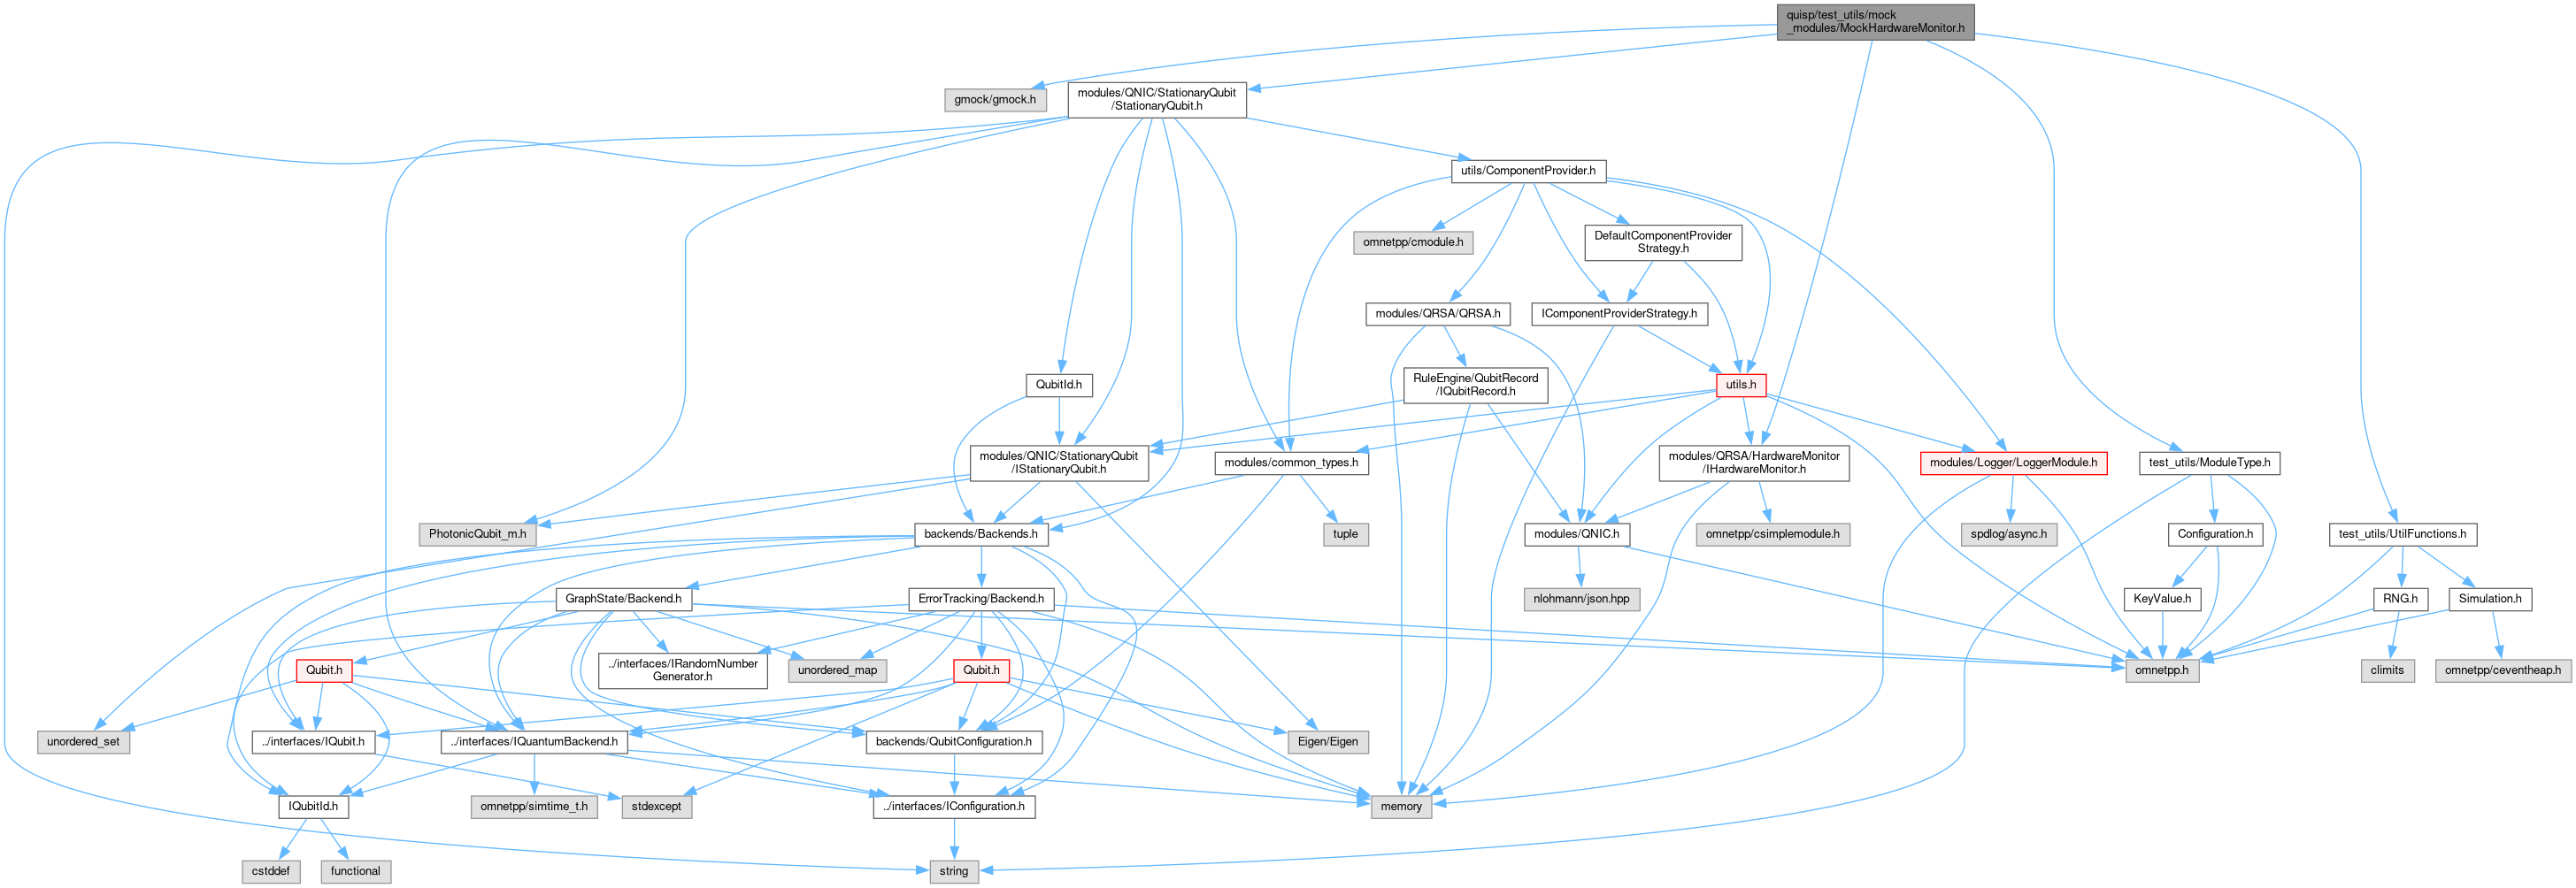 quisp/test_utils/mock
_modules/MockHardwareMonitor.h
gmock/gmock.h
modules/QNIC/StationaryQubit
/StationaryQubit.h
utils/ComponentProvider.h
omnetpp/cmodule.h
DefaultComponentProvider
Strategy.h
modules/QRSA/QRSA.h
IComponentProviderStrategy.h
QubitId.h
RuleEngine/QubitRecord
/IQubitRecord.h
utils.h
modules/QNIC/StationaryQubit
/IStationaryQubit.h
modules/common_types.h
modules/QRSA/HardwareMonitor
/IHardwareMonitor.h
modules/Logger/LoggerModule.h
test_utils/ModuleType.h
PhotonicQubit_m.h
backends/Backends.h
tuple
modules/QNIC.h
omnetpp/csimplemodule.h
spdlog/async.h
Configuration.h
test_utils/UtilFunctions.h
GraphState/Backend.h
ErrorTracking/Backend.h
nlohmann/json.hpp
KeyValue.h
RNG.h
Simulation.h
Qubit.h
../interfaces/IRandomNumber
Generator.h
unordered_map
Qubit.h
omnetpp.h
climits
omnetpp/ceventheap.h
unordered_set
../interfaces/IQubit.h
../interfaces/IQuantumBackend.h
backends/QubitConfiguration.h
Eigen/Eigen
IQubitId.h
omnetpp/simtime_t.h
stdexcept
../interfaces/IConfiguration.h
memory
cstddef
functional
string